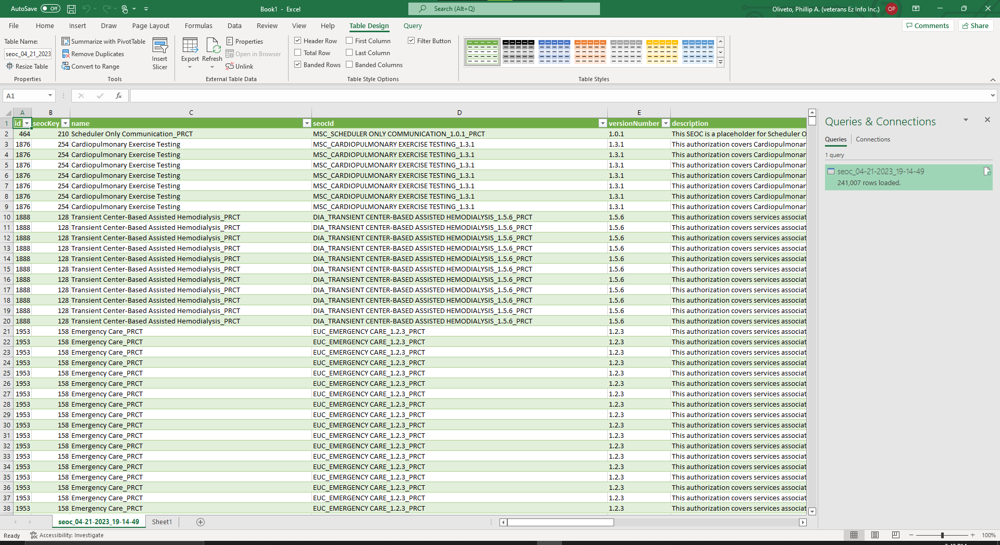 AutoSave Off Book1 - Excel Search (Alt+Q) Oliveto, Phillip A. (veterans Ez Info Inc.) OP
File Home Insert Draw Page Layout Formulas Data Review View Help Table Design Query Comments Share
Table Name:
seoc_04_21_2023
Resize Table
Properties
Summarize with PivotTable
Remove Duplicates
Convert to Range
Insert
Slicer
Tools
Export
Refresh
Properties
Open in Browser
Unlink
External Table Data
Header Row First Column Filter Button
Total Row Last Column
Banded Rows Banded Columns
Table Style Options
Table Styles
A1 fx
A B C D E
1 id seocKey name seocId versionNumber description
2 464 210 Scheduler Only Communication_PRCT MSC_SCHEDULER ONLY COMMUNICATION_1.0.1_PRCT 1.0.1 This SEOC is a placeholder for Scheduler O
3 1876 254 Cardiopulmonary Exercise Testing MSC_CARDIOPULMONARY EXERCISE TESTING_1.3.1 1.3.1 This authorization covers Cardiopulmonar
4 1876 254 Cardiopulmonary Exercise Testing MSC_CARDIOPULMONARY EXERCISE TESTING_1.3.1 1.3.1 This authorization covers Cardiopulmonar
5 1876 254 Cardiopulmonary Exercise Testing MSC_CARDIOPULMONARY EXERCISE TESTING_1.3.1 1.3.1 This authorization covers Cardiopulmonar
6 1876 254 Cardiopulmonary Exercise Testing MSC_CARDIOPULMONARY EXERCISE TESTING_1.3.1 1.3.1 This authorization covers Cardiopulmonar
7 1876 254 Cardiopulmonary Exercise Testing MSC_CARDIOPULMONARY EXERCISE TESTING_1.3.1 1.3.1 This authorization covers Cardiopulmonar
8 1876 254 Cardiopulmonary Exercise Testing MSC_CARDIOPULMONARY EXERCISE TESTING_1.3.1 1.3.1 This authorization covers Cardiopulmonar
9 1876 254 Cardiopulmonary Exercise Testing MSC_CARDIOPULMONARY EXERCISE TESTING_1.3.1 1.3.1 This authorization covers Cardiopulmonar
10 1888 128 Transient Center-Based Assisted Hemodialysis_PRCT DIA_TRANSIENT CENTER-BASED ASSISTED HEMODIALYSIS_1.5.6_PRCT 1.5.6 This authorization covers services associat
11 1888 128 Transient Center-Based Assisted Hemodialysis_PRCT DIA_TRANSIENT CENTER-BASED ASSISTED HEMODIALYSIS_1.5.6_PRCT 1.5.6 This authorization covers services associat
12 1888 128 Transient Center-Based Assisted Hemodialysis_PRCT DIA_TRANSIENT CENTER-BASED ASSISTED HEMODIALYSIS_1.5.6_PRCT 1.5.6 This authorization covers services associat
13 1888 128 Transient Center-Based Assisted Hemodialysis_PRCT DIA_TRANSIENT CENTER-BASED ASSISTED HEMODIALYSIS_1.5.6_PRCT 1.5.6 This authorization covers services associat
14 1888 128 Transient Center-Based Assisted Hemodialysis_PRCT DIA_TRANSIENT CENTER-BASED ASSISTED HEMODIALYSIS_1.5.6_PRCT 1.5.6 This authorization covers services associat
15 1888 128 Transient Center-Based Assisted Hemodialysis_PRCT DIA_TRANSIENT CENTER-BASED ASSISTED HEMODIALYSIS_1.5.6_PRCT 1.5.6 This authorization covers services associat
16 1888 128 Transient Center-Based Assisted Hemodialysis_PRCT DIA_TRANSIENT CENTER-BASED ASSISTED HEMODIALYSIS_1.5.6_PRCT 1.5.6 This authorization covers services associat
17 1888 128 Transient Center-Based Assisted Hemodialysis_PRCT DIA_TRANSIENT CENTER-BASED ASSISTED HEMODIALYSIS_1.5.6_PRCT 1.5.6 This authorization covers services associat
18 1888 128 Transient Center-Based Assisted Hemodialysis_PRCT DIA_TRANSIENT CENTER-BASED ASSISTED HEMODIALYSIS_1.5.6_PRCT 1.5.6 This authorization covers services associat
19 1888 128 Transient Center-Based Assisted Hemodialysis_PRCT DIA_TRANSIENT CENTER-BASED ASSISTED HEMODIALYSIS_1.5.6_PRCT 1.5.6 This authorization covers services associat
20 1888 128 Transient Center-Based Assisted Hemodialysis_PRCT DIA_TRANSIENT CENTER-BASED ASSISTED HEMODIALYSIS_1.5.6_PRCT 1.5.6 This authorization covers services associat
21 1953 158 Emergency Care_PRCT EUC_EMERGENCY CARE_1.2.3_PRCT 1.2.3 This authorization covers services associat
22 1953 158 Emergency Care_PRCT EUC_EMERGENCY CARE_1.2.3_PRCT 1.2.3 This authorization covers services associat
23 1953 158 Emergency Care_PRCT EUC_EMERGENCY CARE_1.2.3_PRCT 1.2.3 This authorization covers services associat
24 1953 158 Emergency Care_PRCT EUC_EMERGENCY CARE_1.2.3_PRCT 1.2.3 This authorization covers services associat
25 1953 158 Emergency Care_PRCT EUC_EMERGENCY CARE_1.2.3_PRCT 1.2.3 This authorization covers services associat
26 1953 158 Emergency Care_PRCT EUC_EMERGENCY CARE_1.2.3_PRCT 1.2.3 This authorization covers services associat
27 1953 158 Emergency Care_PRCT EUC_EMERGENCY CARE_1.2.3_PRCT 1.2.3 This authorization covers services associat
28 1953 158 Emergency Care_PRCT EUC_EMERGENCY CARE_1.2.3_PRCT 1.2.3 This authorization covers services associat
29 1953 158 Emergency Care_PRCT EUC_EMERGENCY CARE_1.2.3_PRCT 1.2.3 This authorization covers services associat
30 1953 158 Emergency Care_PRCT EUC_EMERGENCY CARE_1.2.3_PRCT 1.2.3 This authorization covers services associat
31 1953 158 Emergency Care_PRCT EUC_EMERGENCY CARE_1.2.3_PRCT 1.2.3 This authorization covers services associat
32 1953 158 Emergency Care_PRCT EUC_EMERGENCY CARE_1.2.3_PRCT 1.2.3 This authorization covers services associat
33 1953 158 Emergency Care_PRCT EUC_EMERGENCY CARE_1.2.3_PRCT 1.2.3 This authorization covers services associat
34 1953 158 Emergency Care_PRCT EUC_EMERGENCY CARE_1.2.3_PRCT 1.2.3 This authorization covers services associat
35 1953 158 Emergency Care_PRCT EUC_EMERGENCY CARE_1.2.3_PRCT 1.2.3 This authorization covers services associat
36 1953 158 Emergency Care_PRCT EUC_EMERGENCY CARE_1.2.3_PRCT 1.2.3 This authorization covers services associat
37 1953 158 Emergency Care_PRCT EUC_EMERGENCY CARE_1.2.3_PRCT 1.2.3 This authorization covers services associat
38 1953 158 Emergency Care_PRCT EUC_EMERGENCY CARE_1.2.3_PRCT 1.2.3 This authorization covers services associat
Queries & Connections
Queries Connections
1 query
seoc_04-21-2023_19-14-49
241,007 rows loaded.
seoc_04-21-2023_19-14-49 Sheet1
Ready Accessibility: Investigate 100%